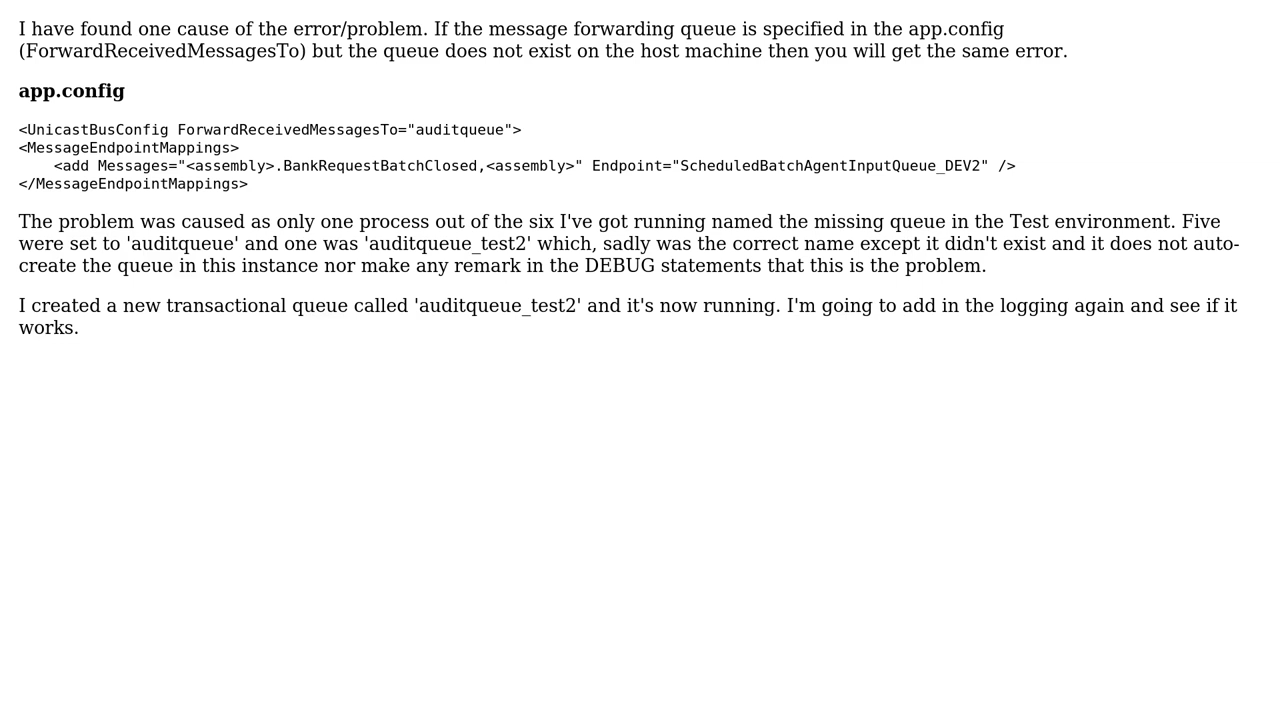 I have found one cause of the error/problem. If the message forwarding queue is specified in the app.config
(ForwardReceivedMessagesTo) but the queue does not exist on the host machine then you will get the same error.
app.config
<UnicastBusConfig ForwardReceivedMessagesTo="auditqueue">
<MessageEndpointMappings>
    <add Messages="<assembly>.BankRequestBatchClosed,<assembly>" Endpoint="ScheduledBatchAgentInputQueue_DEV2" />
</MessageEndpointMappings>
The problem was caused as only one process out of the six I've got running named the missing queue in the Test environment. Five
were set to 'auditqueue' and one was 'auditqueue_test2' which, sadly was the correct name except it didn't exist and it does not auto-
create the queue in this instance nor make any remark in the DEBUG statements that this is the problem.
I created a new transactional queue called 'auditqueue_test2' and it's now running. I'm going to add in the logging again and see if it
works.